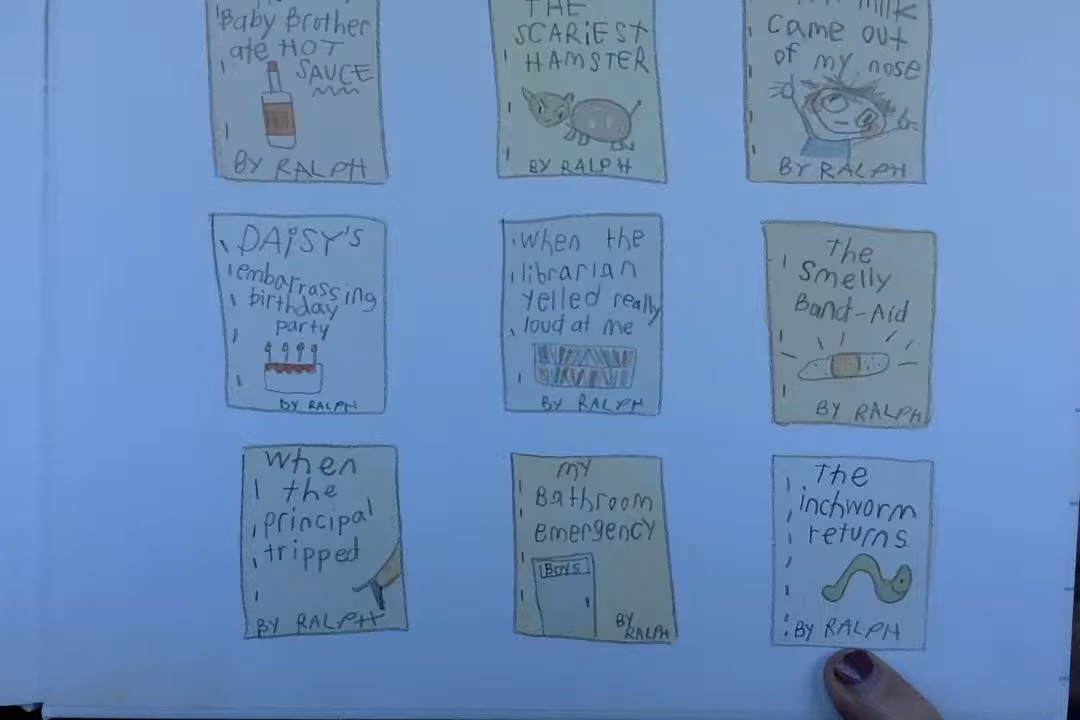 Baby Brother
ate HOT
SAUCE
BY RALPH
THE
SCARIEST
HAMSTER
BY RALPH
MILK
came out
of my nose
BY RALPH
DAISY'S
embarrassing
birthday
party
BY RALPH
When the
librarian
yelled really
loud at me
BY RALPH
The
Smelly
Band-Aid
BY RALPH
When
the
principal
tripped
BY RALPH
MY
Bathroom
emergency
BOYS
BY
RALPH
The
inchworm
returns
BY RALPH